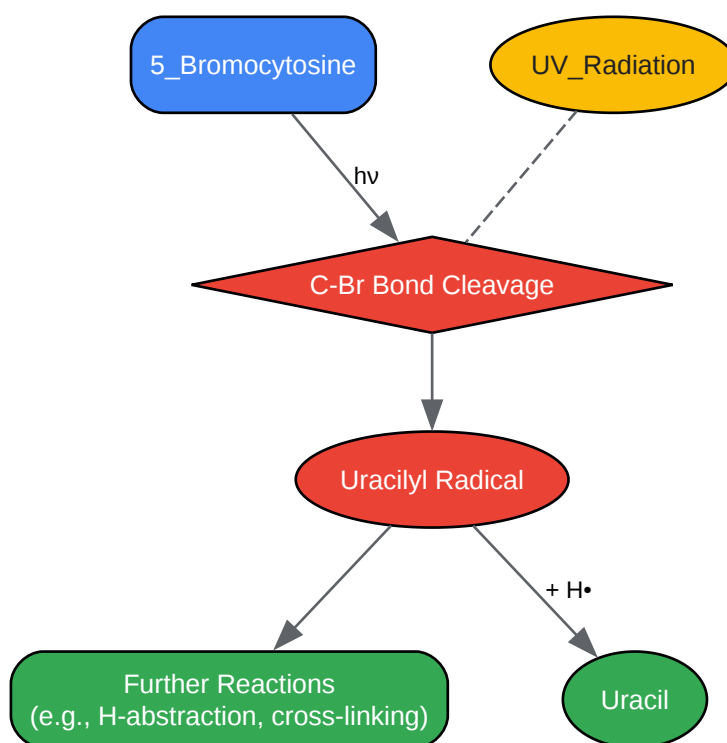 5_Bromocytosine
UV_Radiation
hν
C-Br Bond Cleavage
Uracilyl Radical
+ H•
Further Reactions
(e.g., H-abstraction, cross-linking)
Uracil